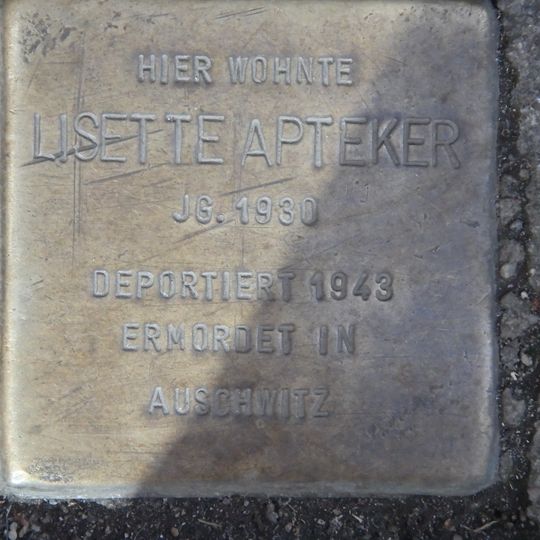 HIER WOHNTE
LISETTE APTEKER
JG. 1930
DEPORTIERT 1943
ERMORDET IN
AUSCHWITZ